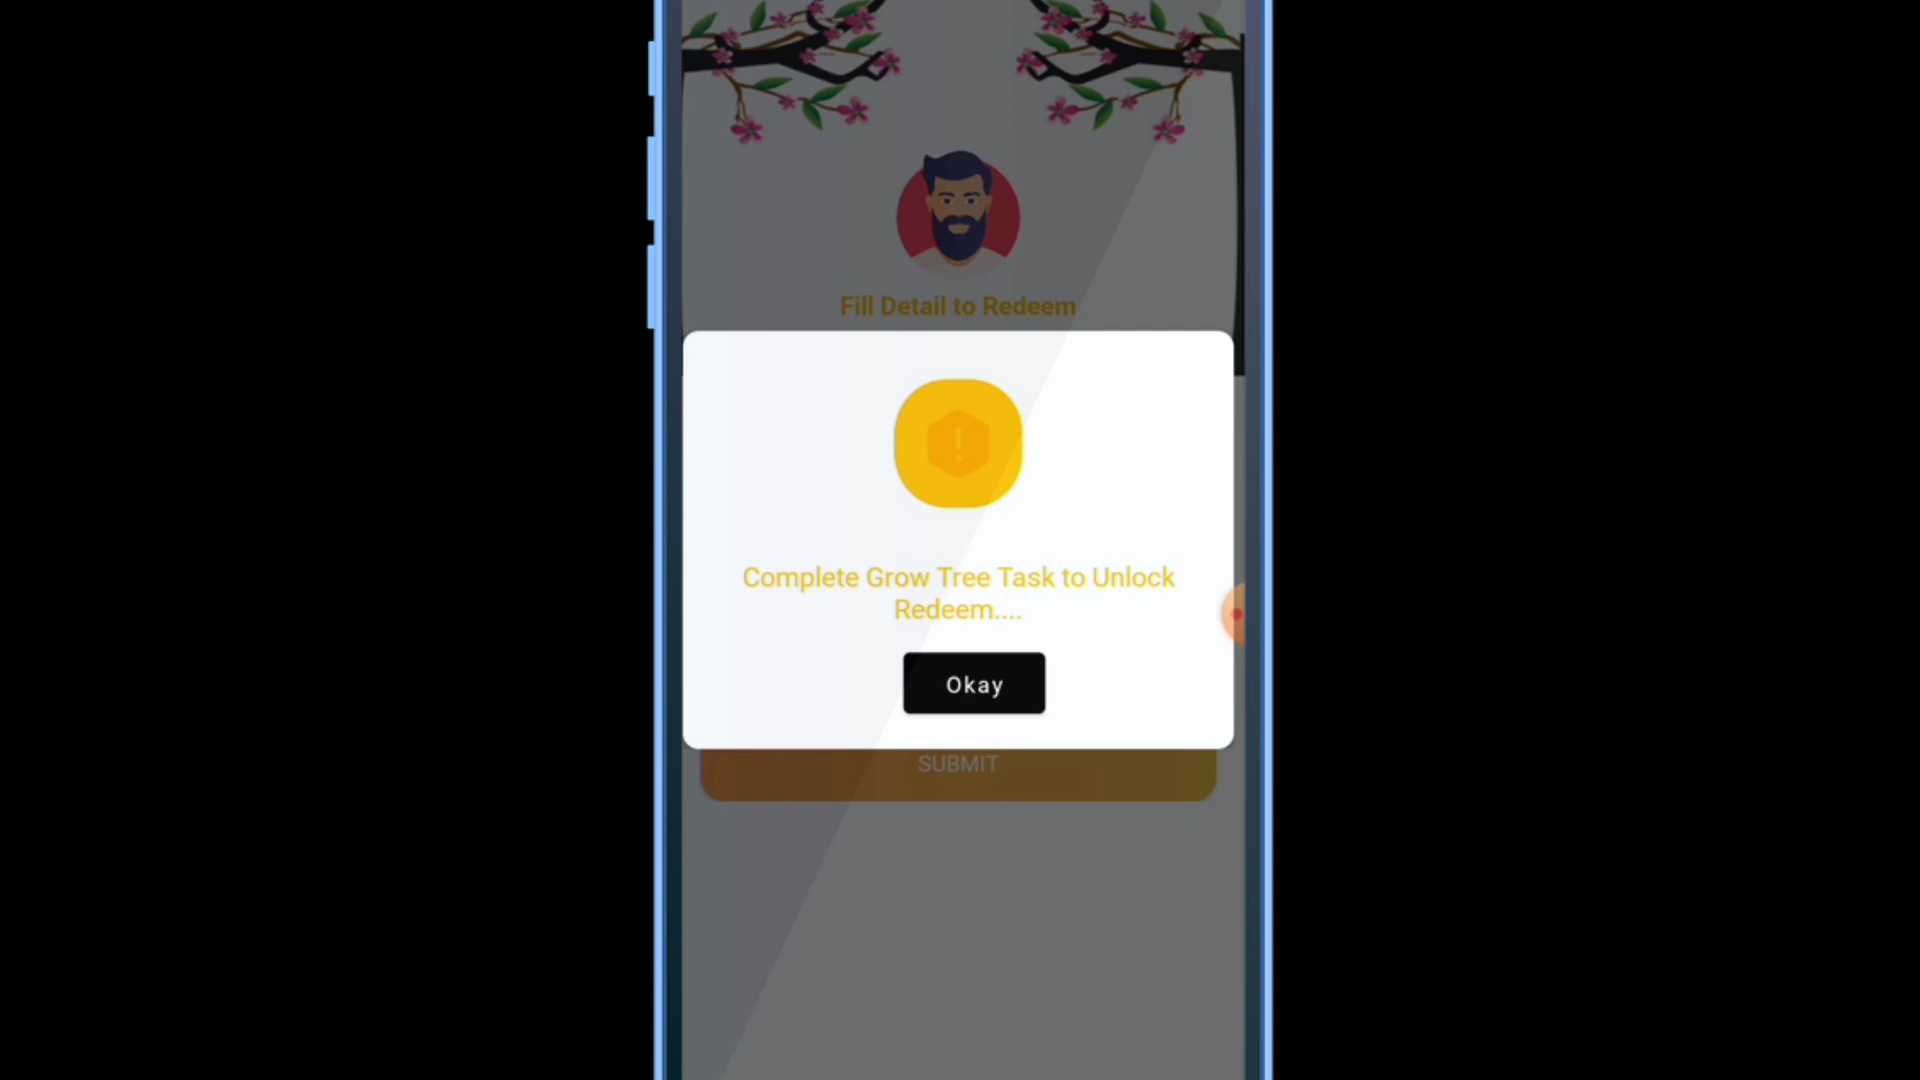 Fill Detail to Redeem
!
Complete Grow Tree Task to Unlock
Redeem....
Okay
SUBMIT